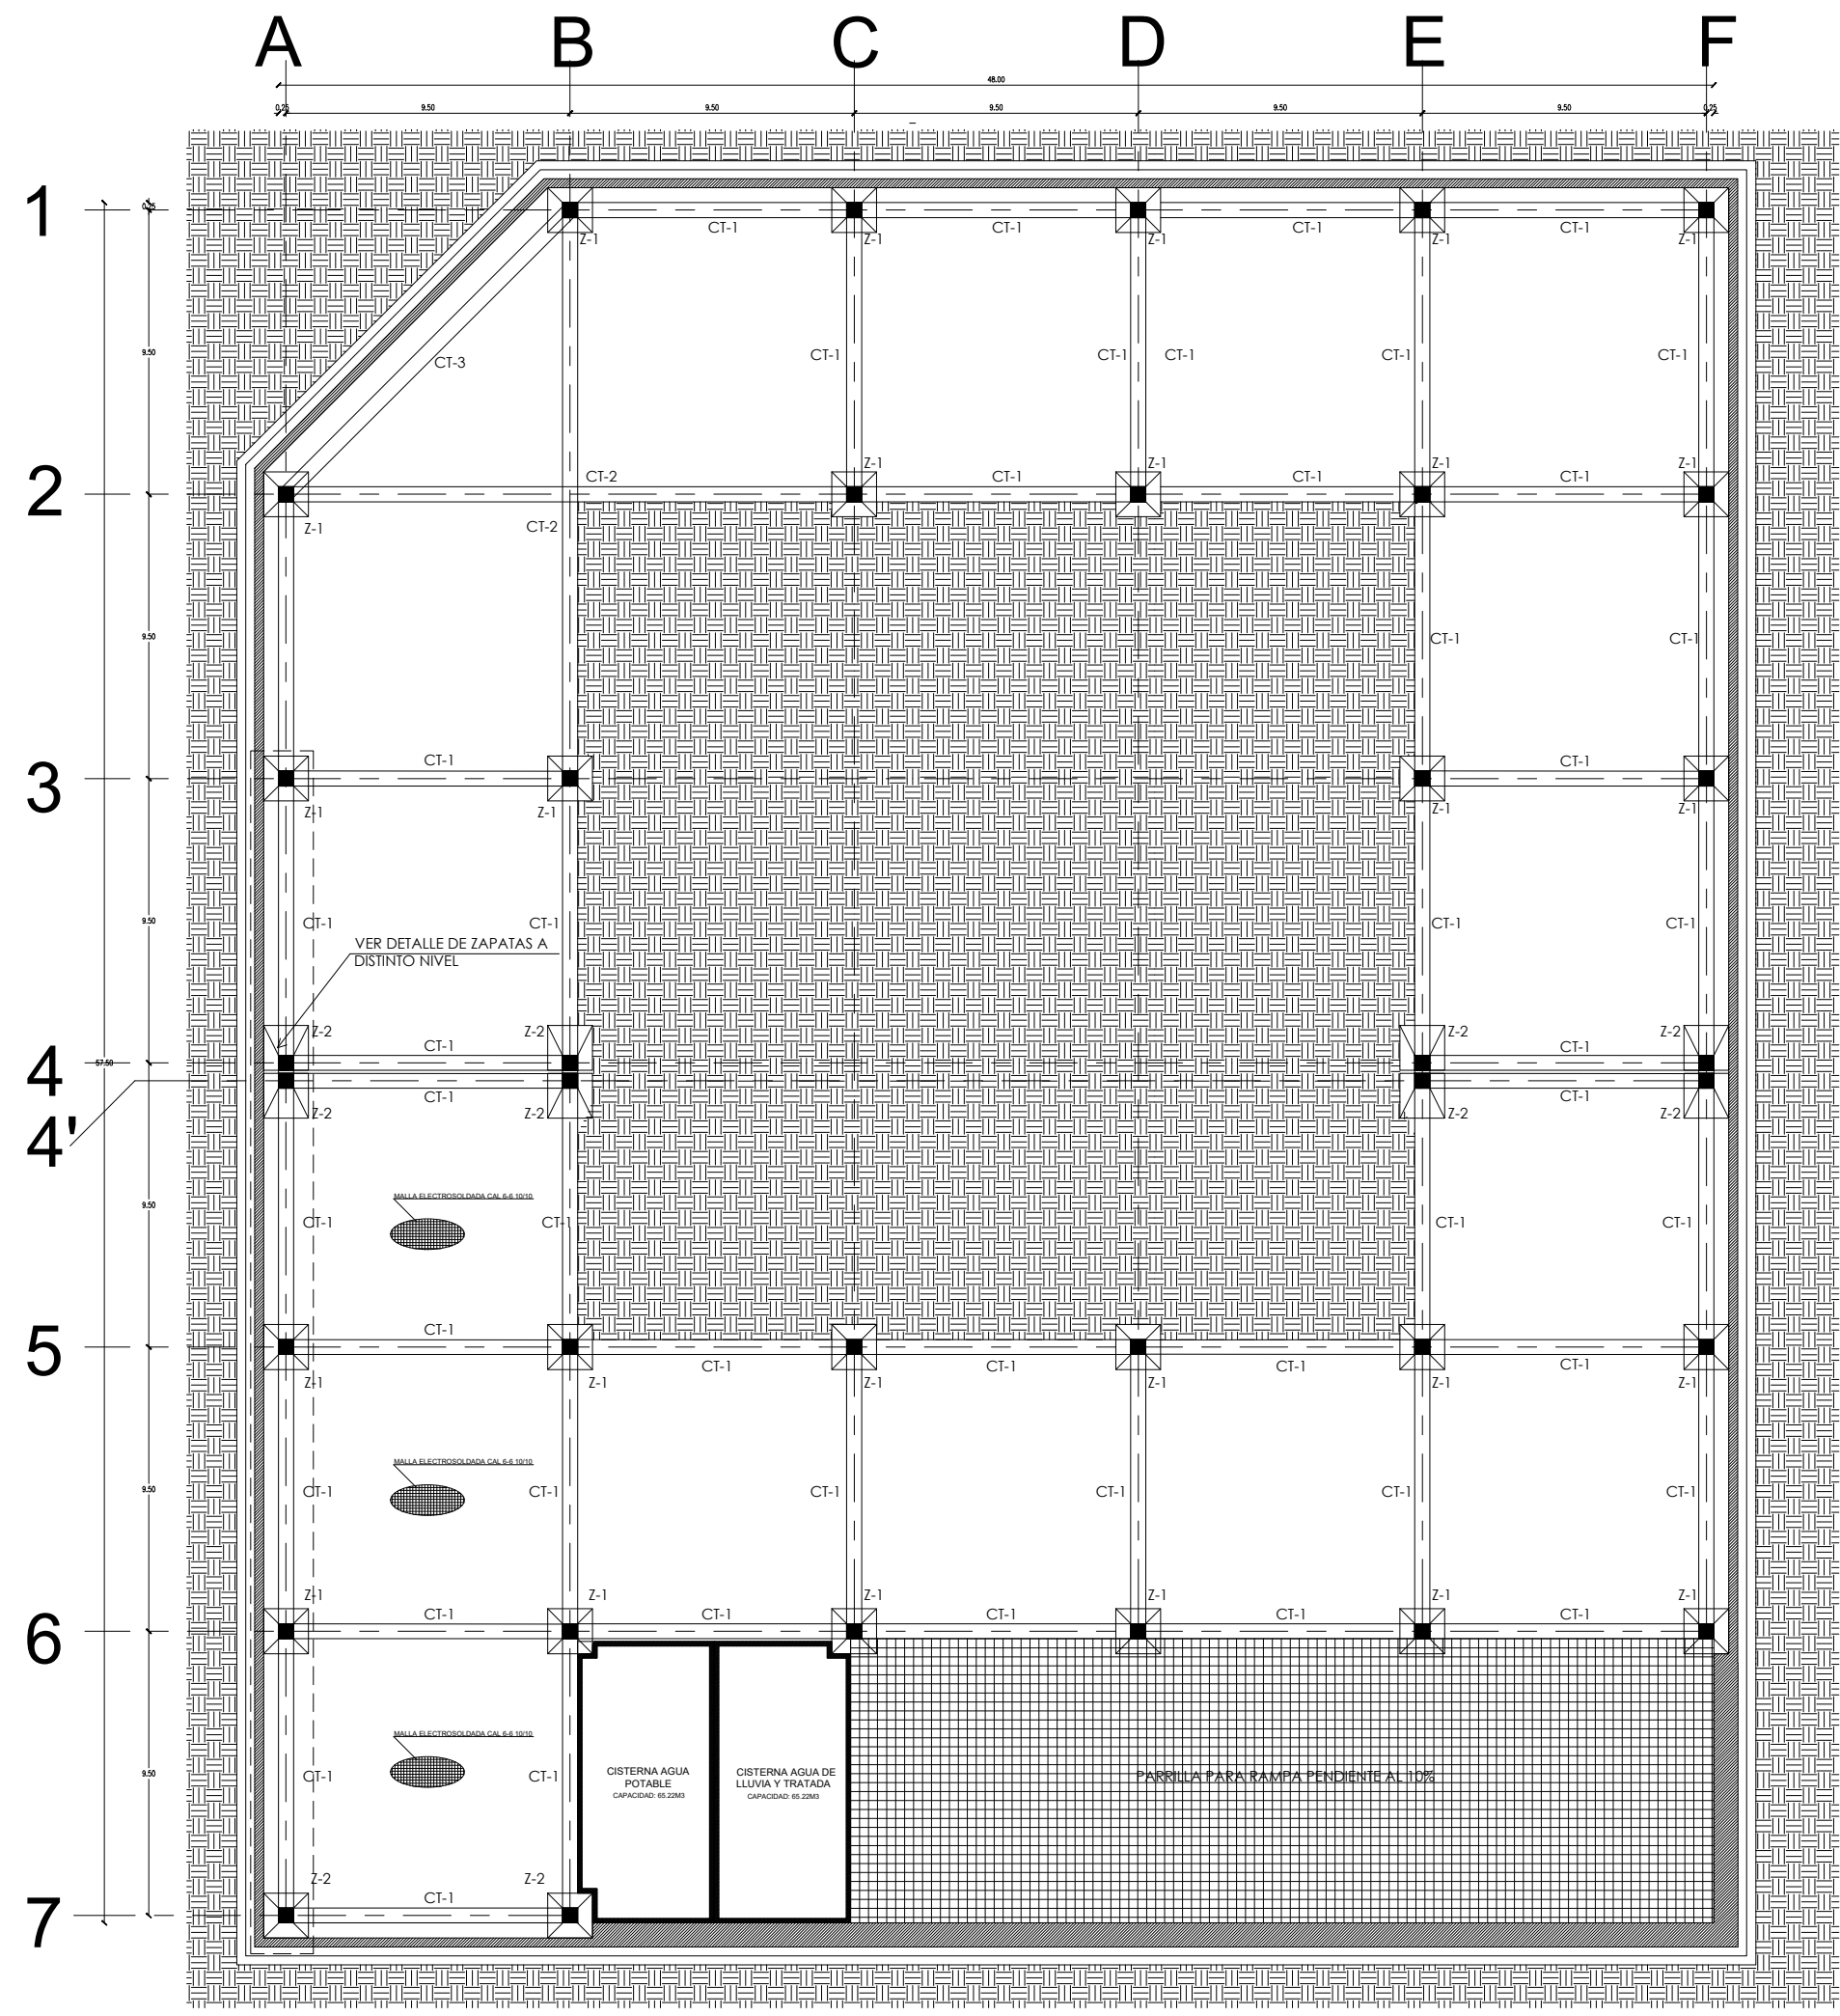 A B C D E F
48.00
0.25 9.50 9.50 9.50 9.50 9.50 0.25
1
0.25
Z-1 CT-1 Z-1 CT-1 Z-1 CT-1 Z-1 CT-1 Z-1
9.50
CT-3 CT-1 CT-1 CT-1 CT-1 CT-1
Z-1 Z-1 Z-1 Z-1
2
CT-2 CT-1 CT-1 CT-1
Z-1 CT-2
9.50
CT-1 CT-1
3
CT-1 CT-1
Z-1 Z-1 Z-1 Z-1
9.50
CT-1 CT-1 CT-1 CT-1
VER DETALLE DE ZAPATAS A
DISTINTO NIVEL
Z-2 Z-2 Z-2 Z-2
4
57.50
CT-1 CT-1
4'
CT-1 CT-1
Z-2 Z-2 Z-2 Z-2
MALLA ELECTROSOLDADA CAL 6-6 10/10
9.50
CT-1 CT-1 CT-1 CT-1
5
CT-1 CT-1 CT-1 CT-1 CT-1
Z-1 Z-1 Z-1 Z-1 Z-1 Z-1
MALLA ELECTROSOLDADA CAL 6-6 10/10
9.50
CT-1 CT-1 CT-1 CT-1 CT-1 CT-1
Z-1 Z-1 Z-1 Z-1 Z-1 Z-1
6
CT-1 CT-1 CT-1 CT-1 CT-1
MALLA ELECTROSOLDADA CAL 6-6 10/10
9.50
CT-1 CT-1
CISTERNA AGUA
POTABLE
CAPACIDAD: 65.22M3
CISTERNA AGUA DE
LLUVIA Y TRATADA
CAPACIDAD: 65.22M3
PARRILLA PARA RAMPA PENDIENTE AL 10%
Z-2 Z-2
7
CT-1